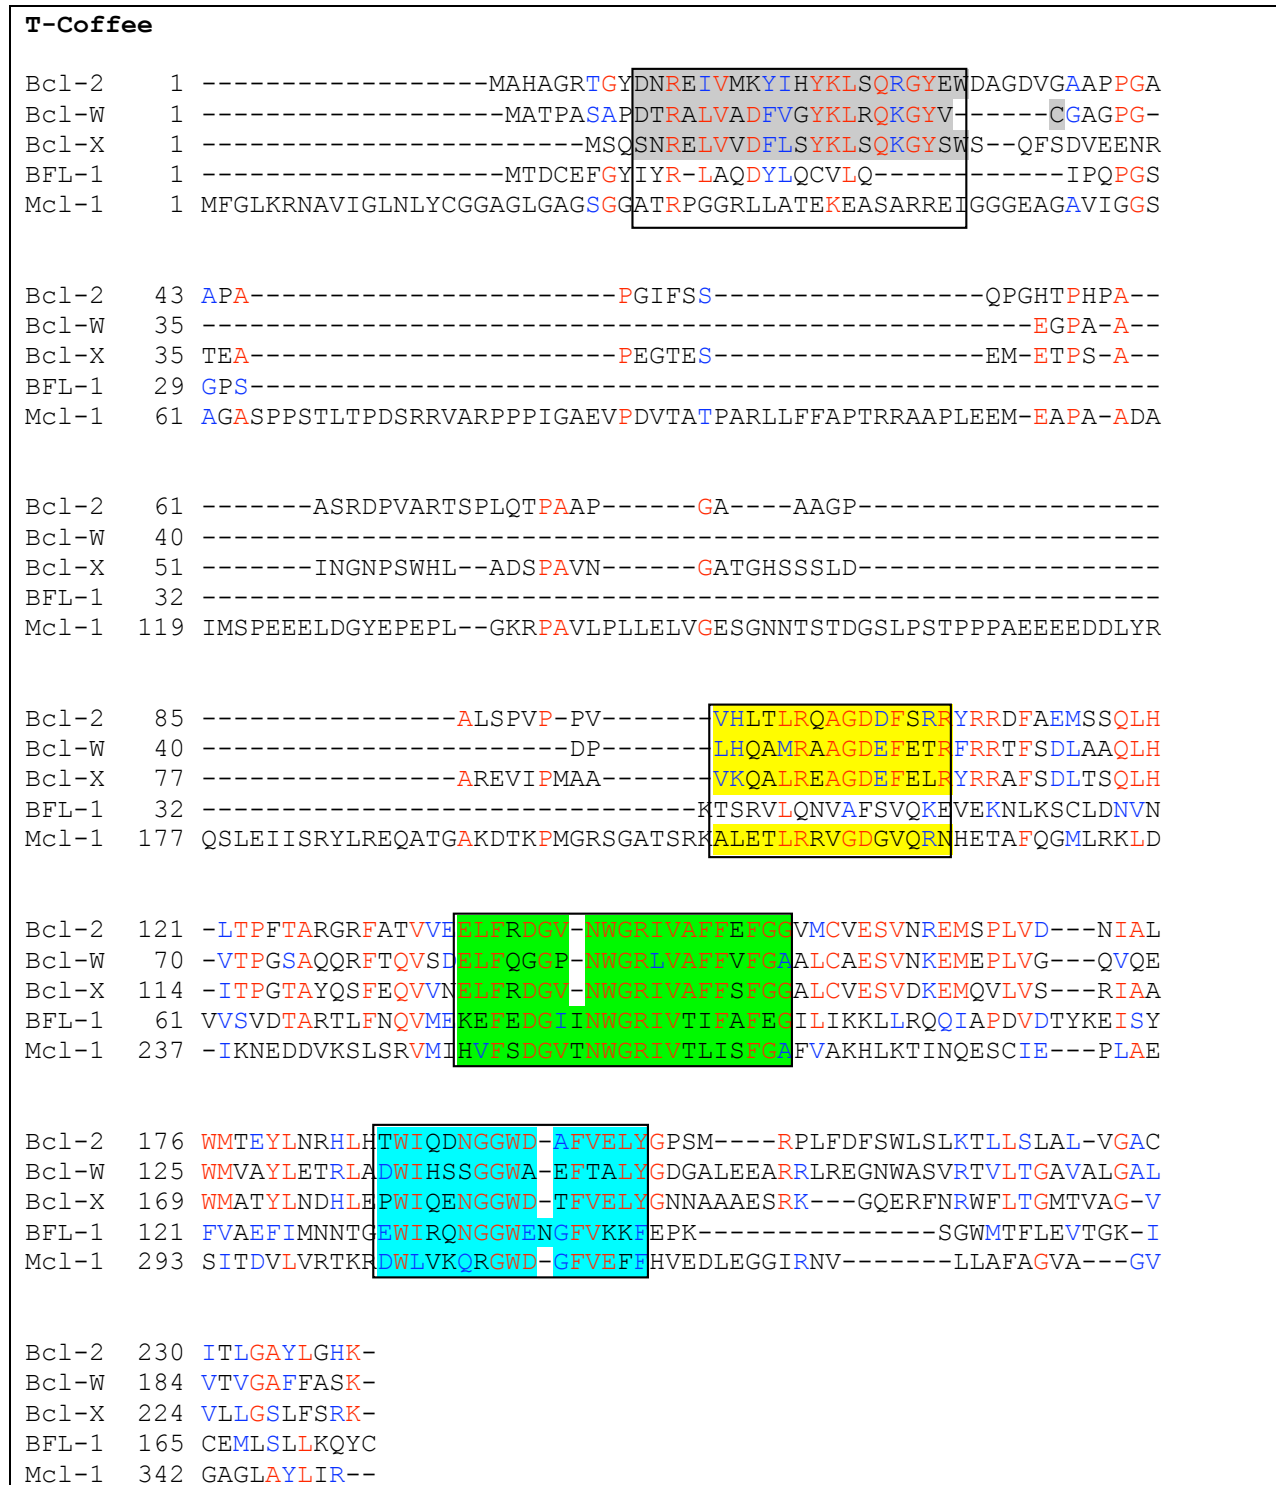 T-Coffee
Bcl-2 1 ------------------MAHAGRTGYDNREIVMKYIHYKLSQRGYEWDAGDVGAAPPGA
Bcl-W 1 -------------------MATPASAPDTRALVADFVGYKLRQKGYV------CGAGPG-
Bcl-X 1 ------------------------MSQSNRELVVDFLSYKLSQKGYSWS--QFSDVEENR
BFL-1 1 -------------------MTDCEFGYIYR-LAQDYLQCVLQ------------IPQPGS
Mcl-1 1 MFGLKRNAVIGLNLYCGGAGLGAGSGGATRPGGRLLATEKEASARREIGGGEAGAVIGGS
Bcl-2 43 APA-----------------------PGIFSS-----------------QPGHTPHPA--
Bcl-W 35 ----------------------------------------------------EGPA-A--
Bcl-X 35 TEA-----------------------PEGTES-----------------EM-ETPS-A--
BFL-1 29 GPS---------------------------------------------------------
Mcl-1 61 AGASPPSTLTPDSRRVARPPPIGAEVPDVTATPARLLFFAPTRRAAPLEEM-EAPA-ADA
Bcl-2 61 -------ASRDPVARTSPLQTPAAP------GA----AAGP-------------------
Bcl-W 40 ------------------------------------------------------------
Bcl-X 51 -------INGNPSWHL--ADSPAVN------GATGHSSSLD-------------------
BFL-1 32 ------------------------------------------------------------
Mcl-1 119 IMSPEEELDGYEPEPL--GKRPAVLPLLELVGESGNNTSTDGSLPSTPPPAEEEEDDLYR
Bcl-2 85 ----------------ALSPVP-PV-------VHLTLRQAGDDFSRRYRRDFAEMSSQLH
Bcl-W 40 -----------------------DP-------LHQAMRAAGDEFETRFRRTFSDLAAQLH
Bcl-X 77 ----------------AREVIPMAA-------VKQALREAGDEFELRYRRAFSDLTSQLH
BFL-1 32 -------------------------------KTSRVLQNVAFSVQKEVEKNLKSCLDNVN
Mcl-1 177 QSLEIISRYLREQATGAKDTKPMGRSGATSRKALETLRRVGDGVQRNHETAFQGMLRKLD
Bcl-2 121 -LTPFTARGRFATVVEELFRDGV-NWGRIVAFFEFGGVMCVESVNREMSPLVD---NIAL
Bcl-W 70 -VTPGSAQQRFTQVSDELFQGGP-NWGRLVAFFVFGAALCAESVNKEMEPLVG---QVQE
Bcl-X 114 -ITPGTAYQSFEQVVNELFRDGV-NWGRIVAFFSFGGALCVESVDKEMQVLVS---RIAA
BFL-1 61 VVSVDTARTLFNQVMEKEFEDGIINWGRIVTIFAFEGILIKKLLRQQIAPDVDTYKEISY
Mcl-1 237 -IKNEDDVKSLSRVMIHVFSDGVTNWGRIVTLISFGAFVAKHLKTINQESCIE---PLAE
Bcl-2 176 WMTEYLNRHLHTWIQDNGGWD-AFVELYGPSM----RPLFDFSWLSLKTLLSLAL-VGAC
Bcl-W 125 WMVAYLETRLADWIHSSGGWA-EFTALYGDGALEEARRLREGNWASVRTVLTGAVALGAL
Bcl-X 169 WMATYLNDHLEPWIQENGGWD-TFVELYGNNAAAESRK---GQERFNRWFLTGMTVAG-V
BFL-1 121 FVAEFIMNNTGEWIRQNGGWENGFVKKFEPK---------------SGWMTFLEVTGK-I
Mcl-1 293 SITDVLVRTKRDWLVKQRGWD-GFVEFFHVEDLEGGIRNV-------LLAFAGVA---GV
Bcl-2 230 ITLGAYLGHK-
Bcl-W 184 VTVGAFFASK-
Bcl-X 224 VLLGSLFSRK-
BFL-1 165 CEMLSLLKQYC
Mcl-1 342 GAGLAYLIR--